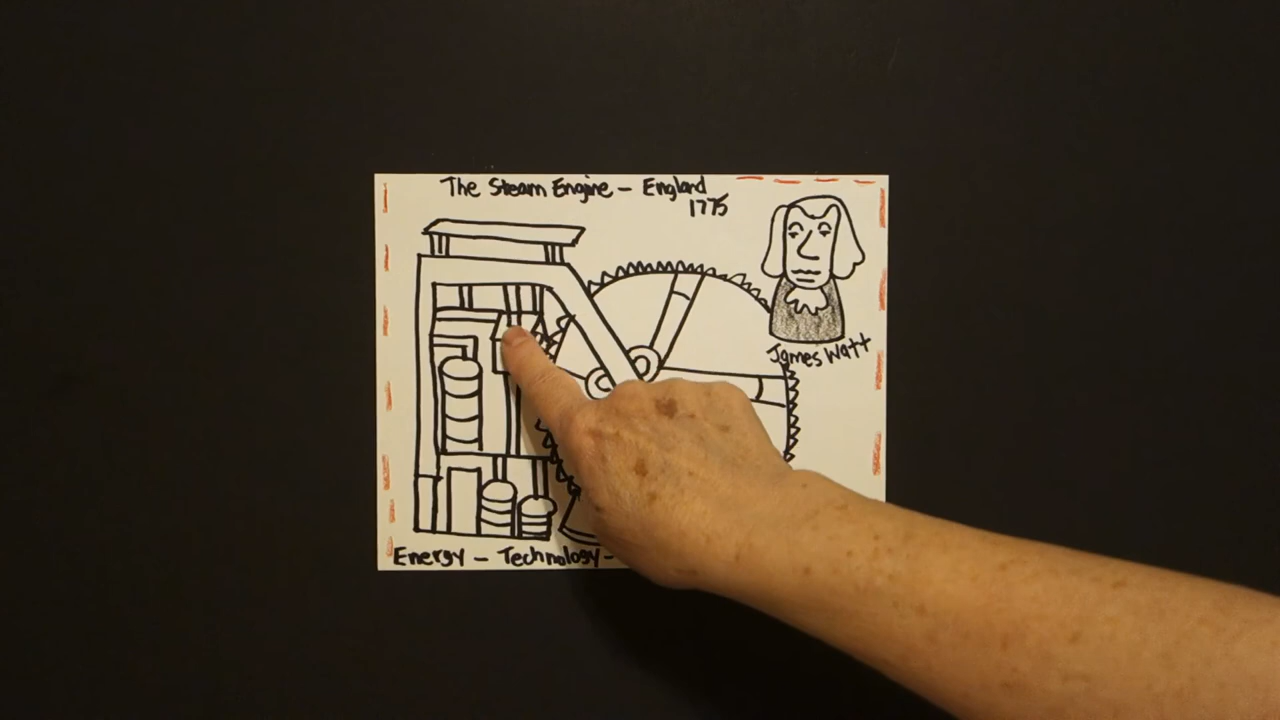 The Steam Engine – England
1775
James Watt
Energy – Technology –